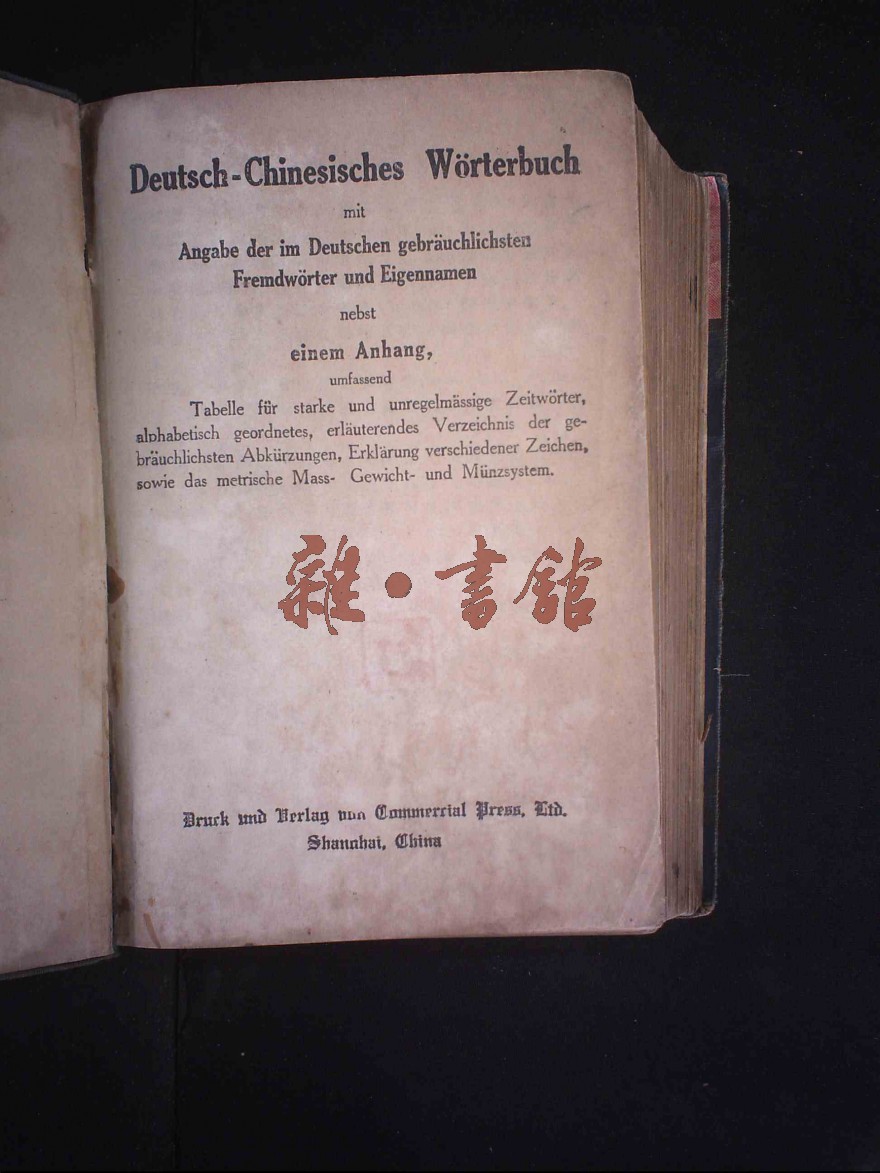 Deutsch-Chinesisches Wörterbuch
mit
Angabe der im Deutschen gebräuchlichsten
Fremdwörter und Eigennamen
nebst
einem Anhang,
umfassend
Tabelle für starke und unregelmässige Zeitwörter,
alphabetisch geordnetes, erläuterendes Verzeichnis der ge-
bräuchlichsten Abkürzungen, Erklärung verschiedener Zeichen,
sowie das metrische Mass- Gewicht- und Münzsystem.
雜•書館
Druck und Verlag von Commercial Press, Ltd.
Shanghai, China